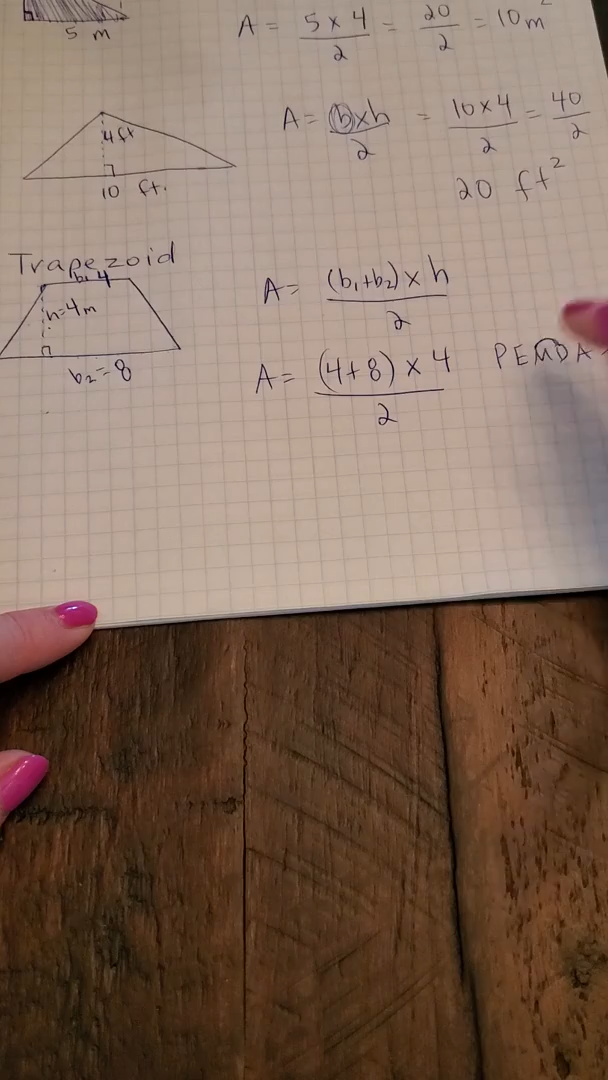 5 m
A = 5 x 4 / 2 = 20 / 2 = 10 m²
4 ft
10 ft.
A = b x h / 2 = 10 x 4 / 2 = 40 / 2
20 ft²
Trapezoid
b₁ 4
h=4m
b₂=8
A= (b₁+b₂) x h / 2
A= (4+8) x 4 / 2
PEMDA